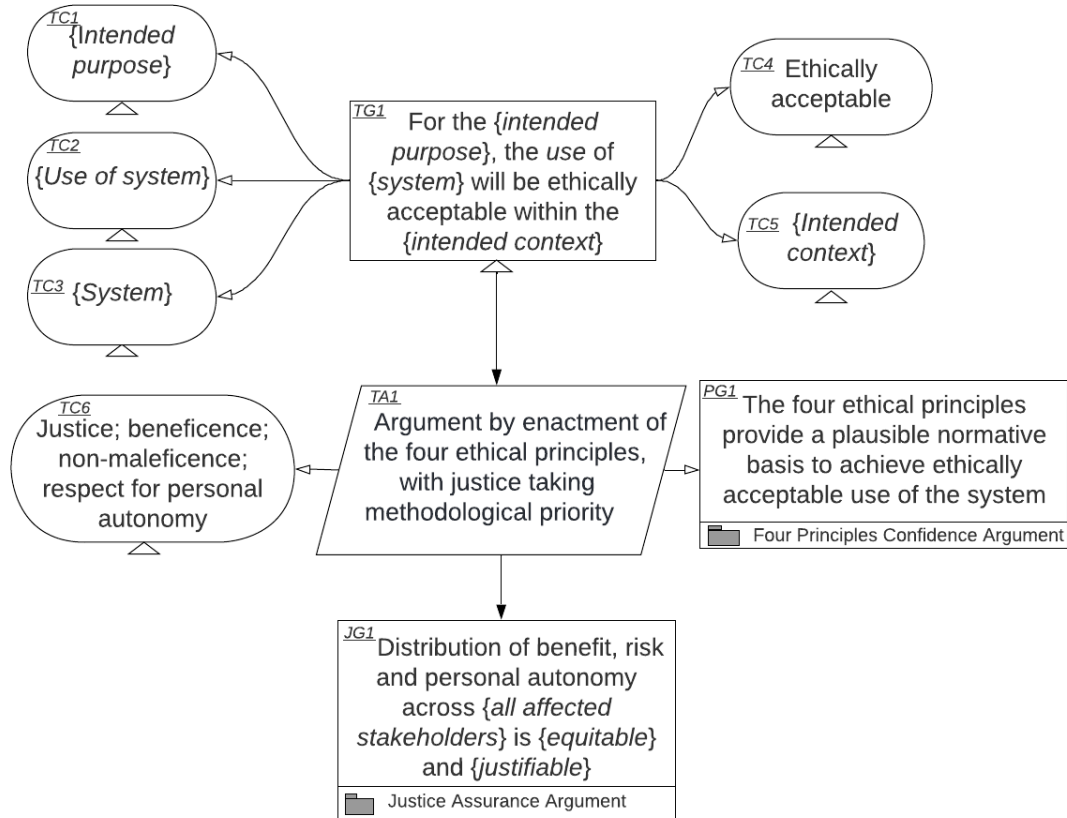 TC1
{Intended
purpose}
TC2
{Use of system}
TC3
{System}
TG1
For the {intended
purpose}, the use of
{system} will be ethically
acceptable within the
{intended context}
TC4
Ethically
acceptable
TC5
{Intended
context}
TC6
Justice; beneficence;
non-maleficence;
respect for personal
autonomy
TA1
Argument by enactment of
the four ethical principles,
with justice taking
methodological priority
PG1
The four ethical principles
provide a plausible normative
basis to achieve ethically
acceptable use of the system
Four Principles Confidence Argument
JG1
Distribution of benefit, risk
and personal autonomy
across {all affected
stakeholders} is {equitable}
and {justifiable}
Justice Assurance Argument